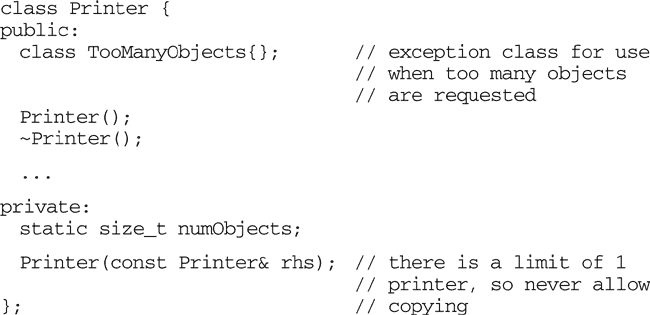 class Printer {
public:
  class TooManyObjects{};        // exception class for use
                                 // when too many objects
                                 // are requested
  Printer();
  ~Printer();
  ...
private:
  static size_t numObjects;
  Printer(const Printer& rhs);   // there is a limit of 1
                                 // printer, so never allow
};                               // copying